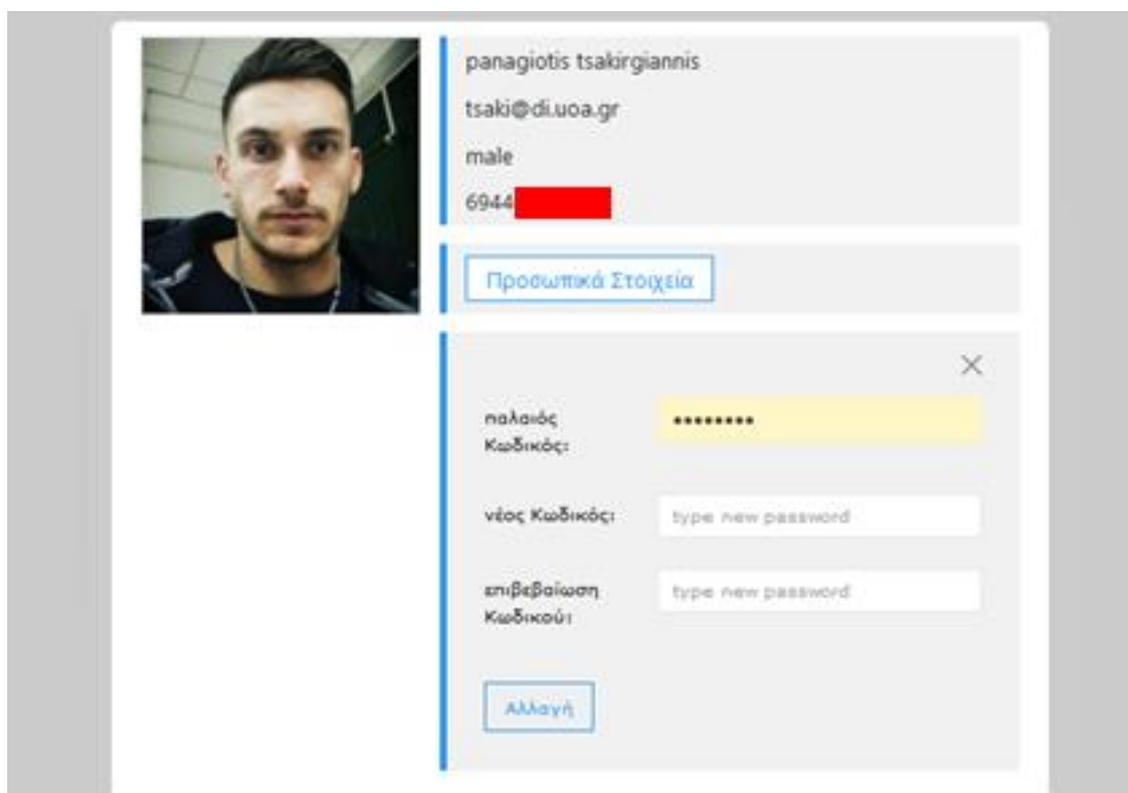 panagiotis tsakirgiannis
tsaki@di.uoa.gr
male
6944
Προσωπικά Στοιχεία
παλαιός
Κωδικός:
νέος Κωδικός:
type new password
επιβεβαίωση
Κωδικού:
type new password
Αλλαγή